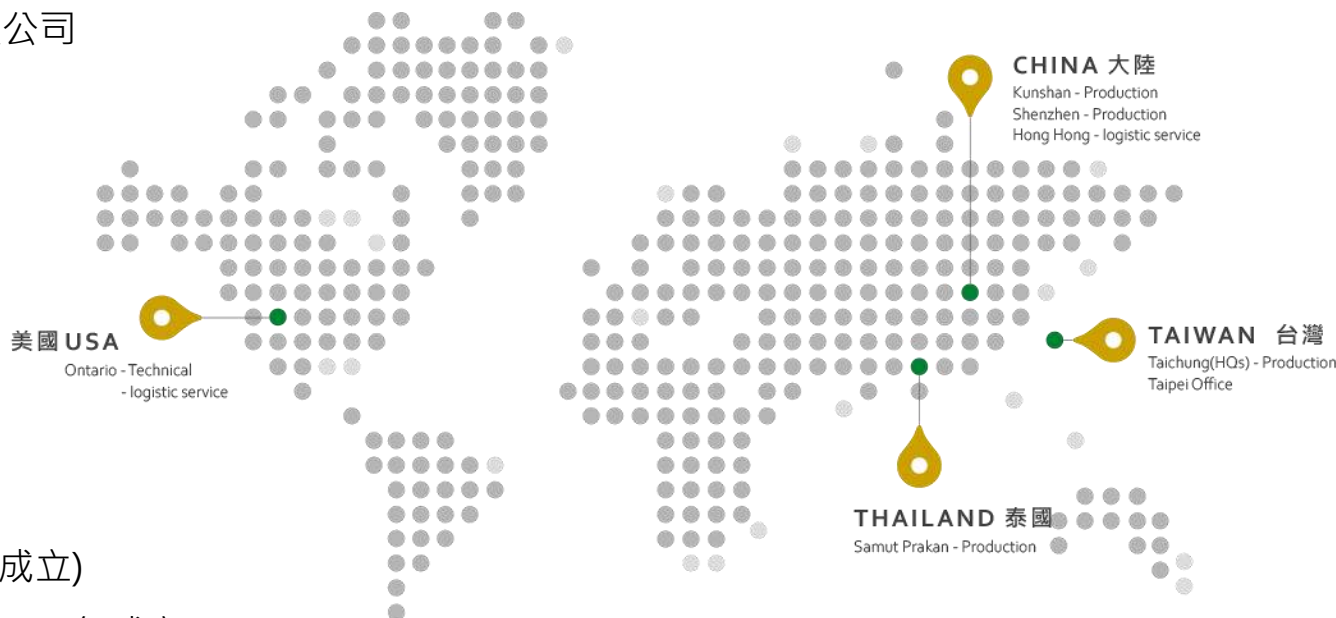 公司
CHINA 大陸
Kunshan - Production
Shenzhen - Production
Hong Hong - logistic service
美國 USA
Ontario - Technical
- logistic service
TAIWAN 台灣
Taichung(HQs) - Production
Taipei Office
THAILAND 泰國
Samut Prakan - Production
成立)